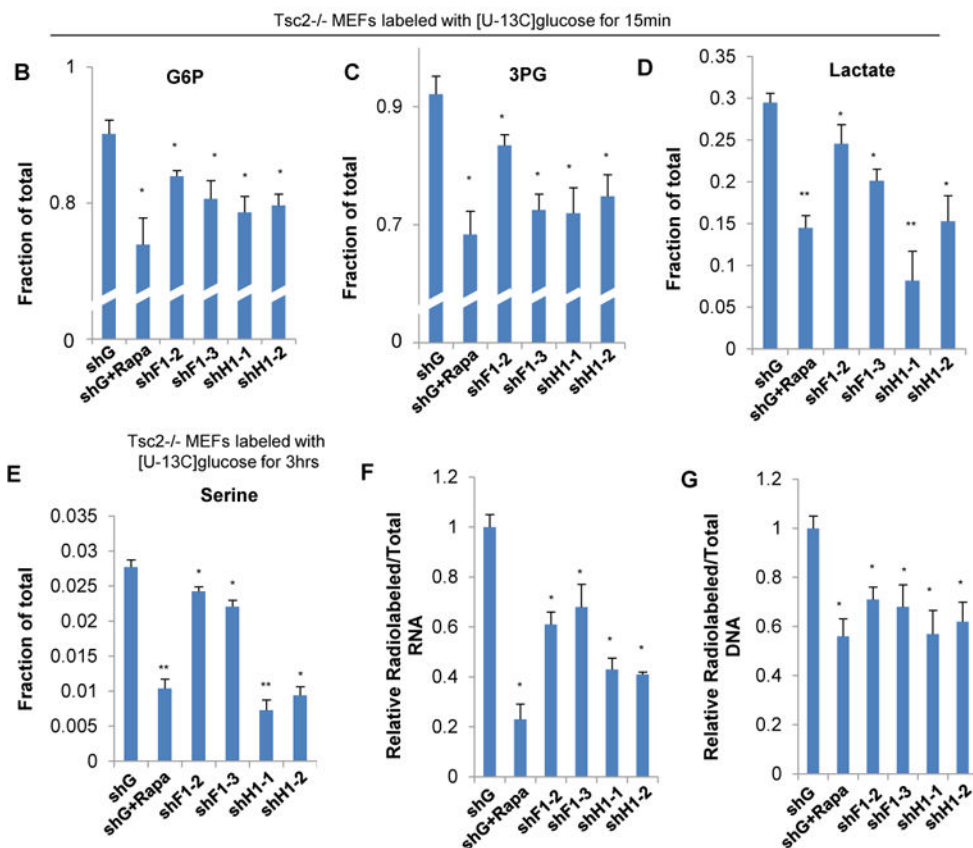 Tsc2-/- MEFs labeled with [U-13C]glucose for 15min
B
G6P
Fraction of total
1
0.8
0
*
*
*
*
*
shG
shG+Rapa
shF1-2
shF1-3
shH1-1
shH1-2
C
3PG
Fraction of total
0.9
0.7
0
*
*
*
*
*
shG
shG+Rapa
shF1-2
shF1-3
shH1-1
shH1-2
D
Lactate
Fraction of total
0.3
0.25
0.2
0.15
0.1
0.05
0
**
*
*
**
*
shG
shG+Rapa
shF1-2
shF1-3
shH1-1
shH1-2
Tsc2-/- MEFs labeled with
[U-13C]glucose for 3hrs
E
Serine
Fraction of total
0.035
0.03
0.025
0.02
0.015
0.01
0.005
0
**
*
*
**
*
shG
shG+Rapa
shF1-2
shF1-3
shH1-1
shH1-2
F
Relative Radiolabeled/Total
RNA
1.2
1
0.8
0.6
0.4
0.2
0
*
*
*
*
*
shG
shG+Rapa
shF1-2
shF1-3
shH1-1
shH1-2
G
Relative Radiolabeled/Total
DNA
1.2
1
0.8
0.6
0.4
0.2
0
*
*
*
*
*
shG
shG+Rapa
shF1-2
shF1-3
shH1-1
shH1-2